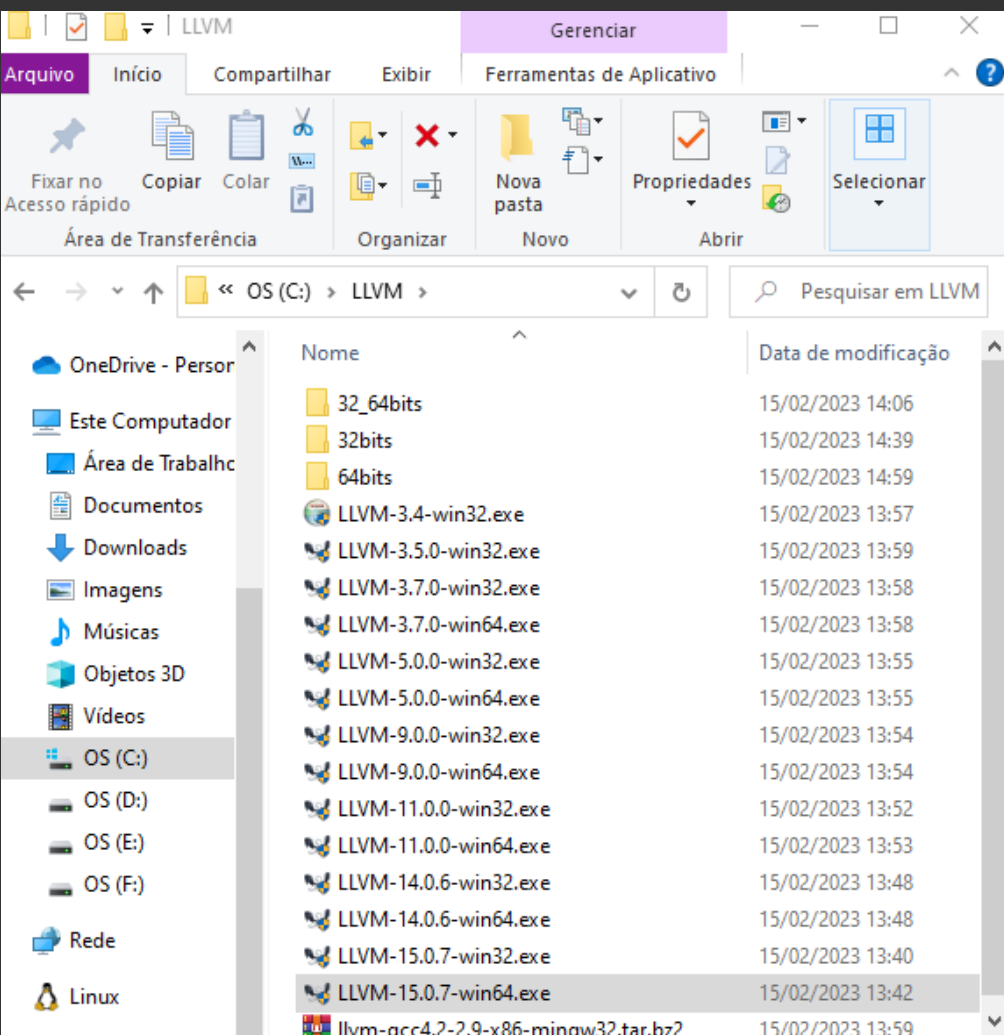 LLVM
Gerenciar
Arquivo Início Compartilhar Exibir Ferramentas de Aplicativo
Fixar no Acesso rápido
Copiar
Colar
Área de Transferência
Organizar
Nova pasta
Novo
Propriedades
Abrir
Selecionar
« OS (C:) › LLVM ›
Pesquisar em LLVM
OneDrive - Person
Este Computador
Área de Trabalho
Documentos
Downloads
Imagens
Músicas
Objetos 3D
Vídeos
OS (C:)
OS (D:)
OS (E:)
OS (F:)
Rede
Linux
Nome Data de modificação
32_64bits 15/02/2023 14:06
32bits 15/02/2023 14:39
64bits 15/02/2023 14:59
LLVM-3.4-win32.exe 15/02/2023 13:57
LLVM-3.5.0-win32.exe 15/02/2023 13:59
LLVM-3.7.0-win32.exe 15/02/2023 13:58
LLVM-3.7.0-win64.exe 15/02/2023 13:58
LLVM-5.0.0-win32.exe 15/02/2023 13:55
LLVM-5.0.0-win64.exe 15/02/2023 13:55
LLVM-9.0.0-win32.exe 15/02/2023 13:54
LLVM-9.0.0-win64.exe 15/02/2023 13:54
LLVM-11.0.0-win32.exe 15/02/2023 13:52
LLVM-11.0.0-win64.exe 15/02/2023 13:53
LLVM-14.0.6-win32.exe 15/02/2023 13:48
LLVM-14.0.6-win64.exe 15/02/2023 13:48
LLVM-15.0.7-win32.exe 15/02/2023 13:40
LLVM-15.0.7-win64.exe 15/02/2023 13:42
llvm-gcc4.2-2.9-x86-mingw32.tar.bz2 15/02/2023 13:59